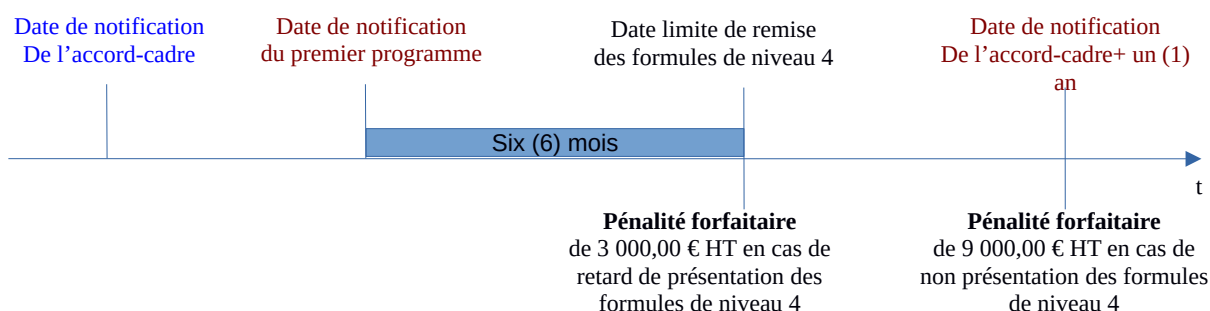 Date de notification
De l’accord-cadre
Date de notification
du premier programme
Date limite de remise
des formules de niveau 4
Date de notification
De l’accord-cadre+ un (1)
an
Six (6) mois
t
Pénalité forfaitaire
de 3 000,00 € HT en cas de
retard de présentation des
formules de niveau 4
Pénalité forfaitaire
de 9 000,00 € HT en cas de
non présentation des formules
de niveau 4